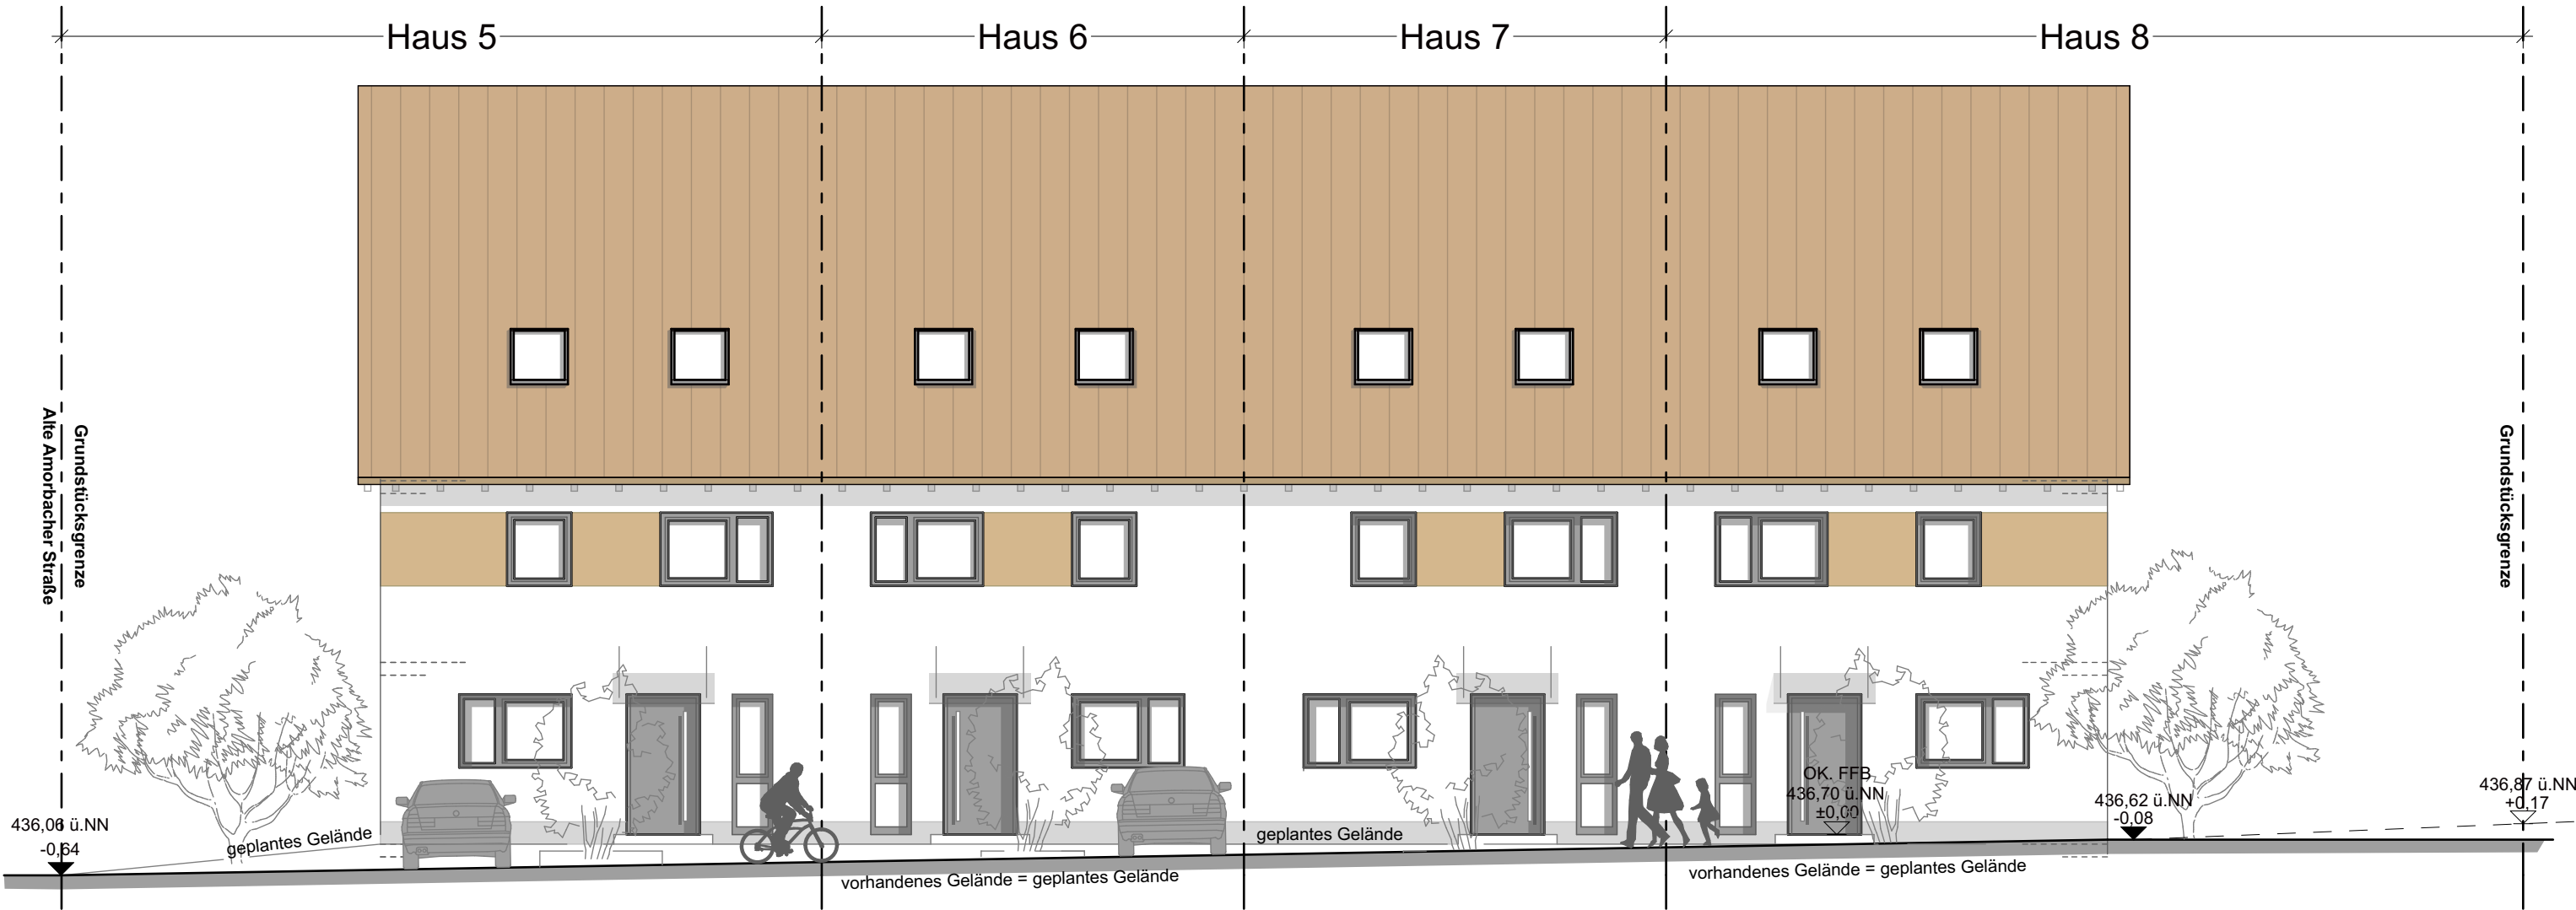 Haus 5
Haus 6
Haus 7
Haus 8
Alte Amorbacher Straße
Grundstücksgrenze
Grundstücksgrenze
436,06 ü.NN
-0,64
geplantes Gelände
vorhandenes Gelände = geplantes Gelände
geplantes Gelände
vorhandenes Gelände = geplantes Gelände
OK. FFB
436,70 ü.NN
±0,00
436,62 ü.NN
-0,08
436,87 ü.NN
+0,17